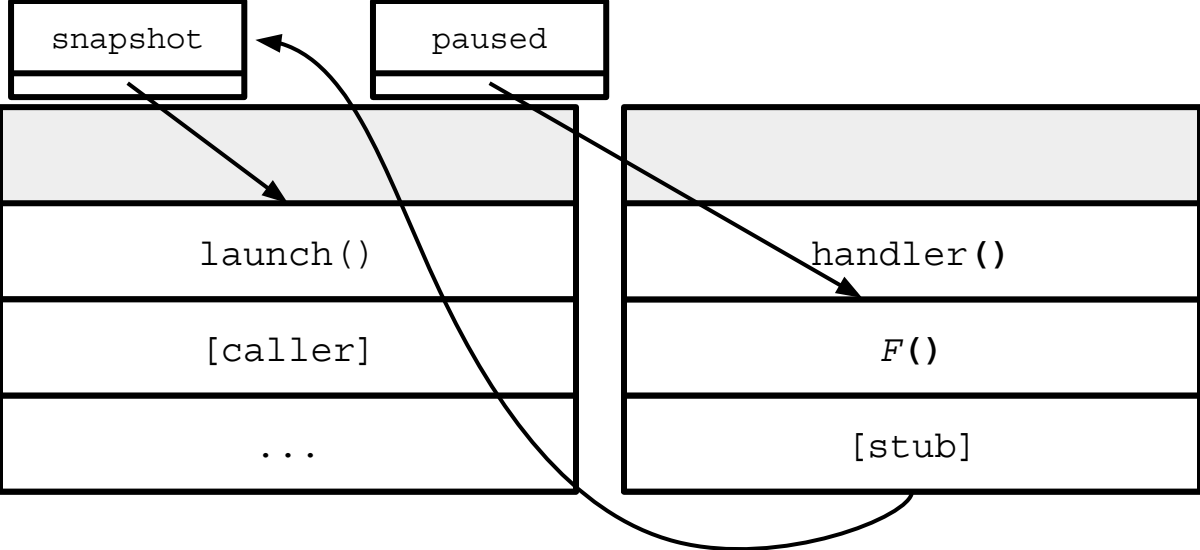 snapshot
paused
launch()
handler()
[caller]
F()
...
[stub]